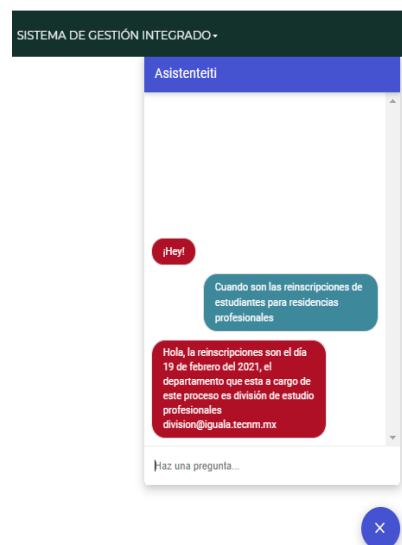 SISTEMA DE GESTIÓN INTEGRADO
Asistenteiti
¡Hey!
Cuando son las reinscripciones de
estudiantes para residencias
profesionales
Hola, la reinscripciones son el día
19 de febrero del 2021, el
departamento que esta a cargo de
este proceso es división de estudio
profesionales
division@iguala.tecnm.mx
Haz una pregunta...